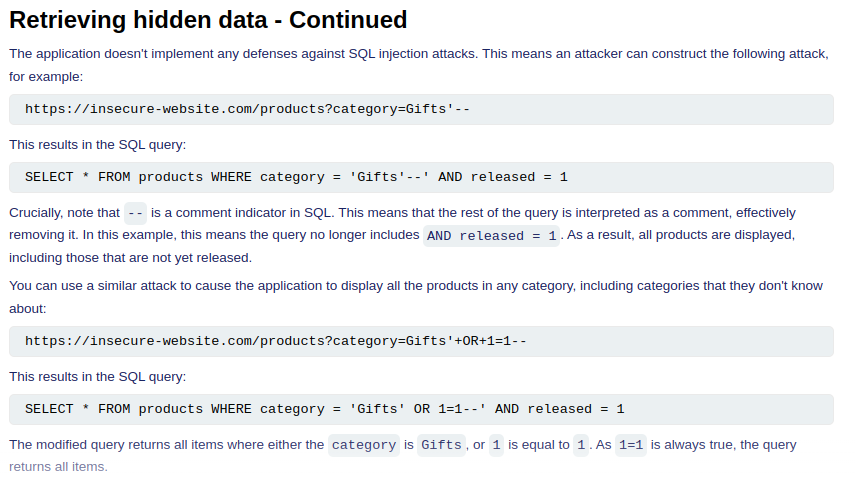 Retrieving hidden data - Continued
The application doesn't implement any defenses against SQL injection attacks. This means an attacker can construct the following attack,
for example:
https://insecure-website.com/products?category=Gifts'--
This results in the SQL query:
SELECT * FROM products WHERE category = 'Gifts'--' AND released = 1
Crucially, note that -- is a comment indicator in SQL. This means that the rest of the query is interpreted as a comment, effectively
removing it. In this example, this means the query no longer includes AND released = 1. As a result, all products are displayed,
including those that are not yet released.
You can use a similar attack to cause the application to display all the products in any category, including categories that they don't know
about:
https://insecure-website.com/products?category=Gifts'+OR+1=1--
This results in the SQL query:
SELECT * FROM products WHERE category = 'Gifts' OR 1=1--' AND released = 1
The modified query returns all items where either the category is Gifts, or 1 is equal to 1. As 1=1 is always true, the query
returns all items.